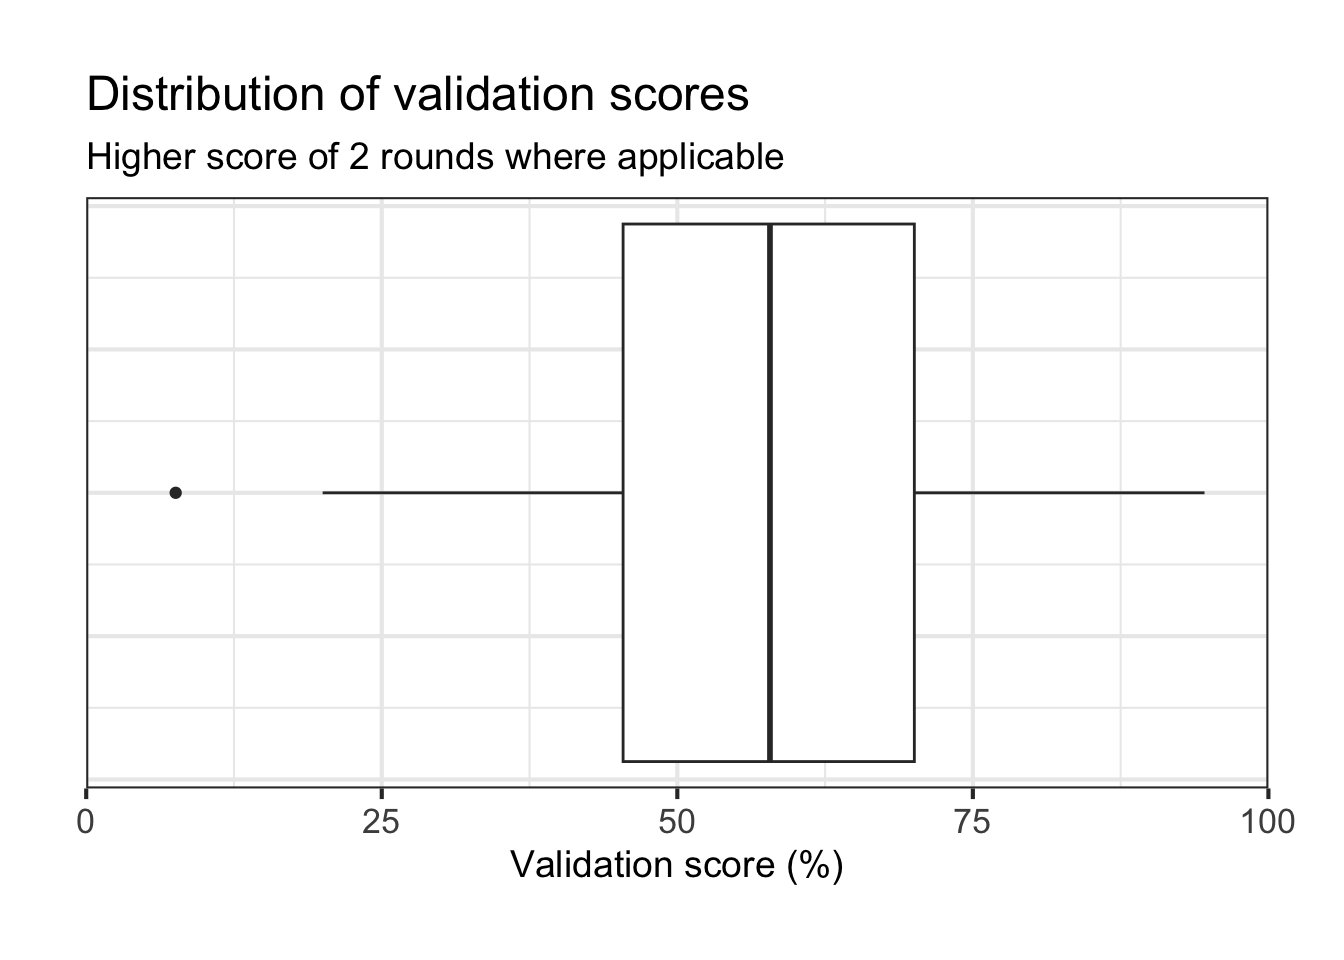 Distribution of validation scores
Higher score of 2 rounds where applicable
0 25 50 75 100
Validation score (%)